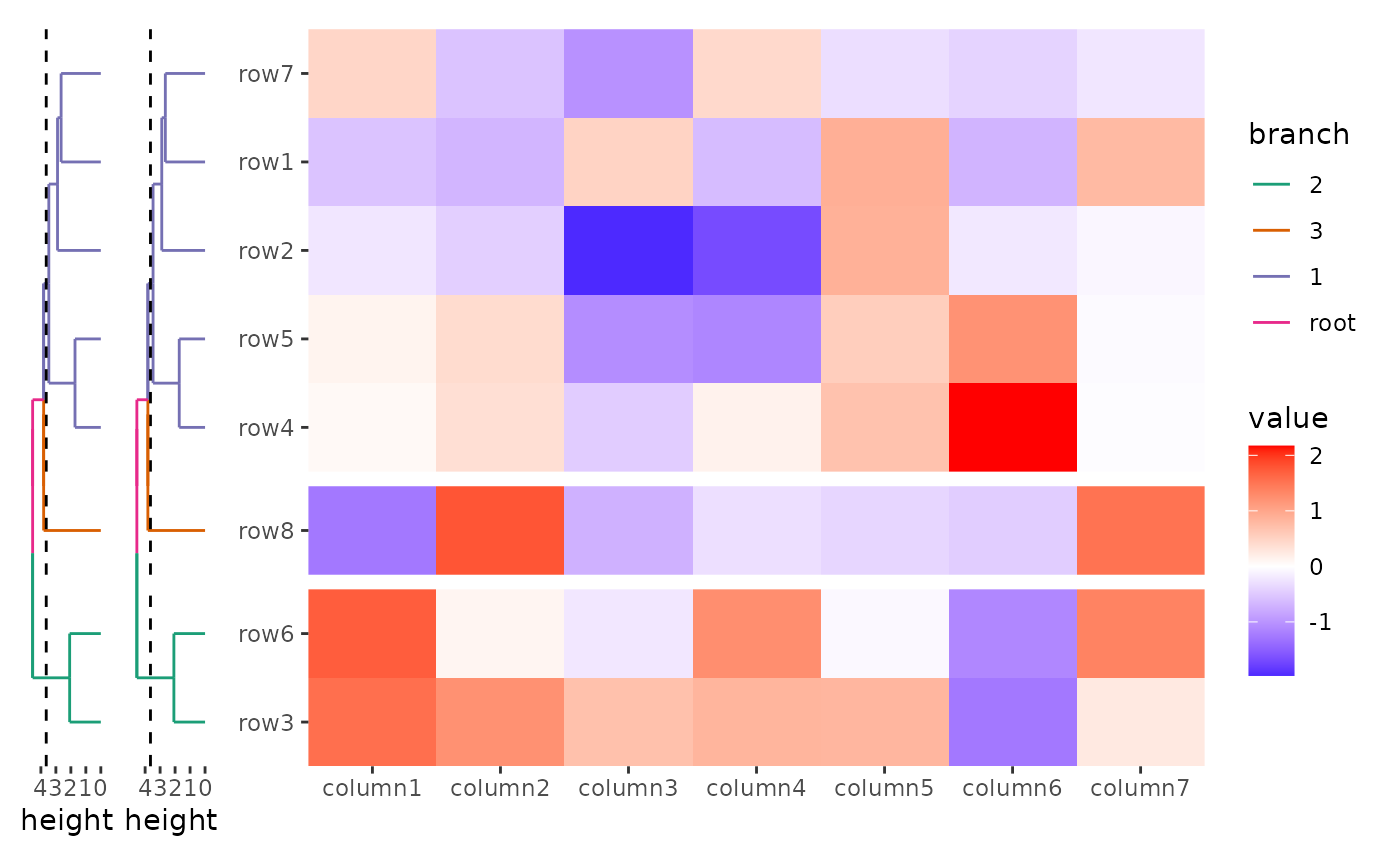 row7
row1
row2
row5
row4
row8
row6
row3
43210
height
43210
height
column1 column2 column3 column4 column5 column6 column7
branch
2
3
1
root
value
2
1
0
-1